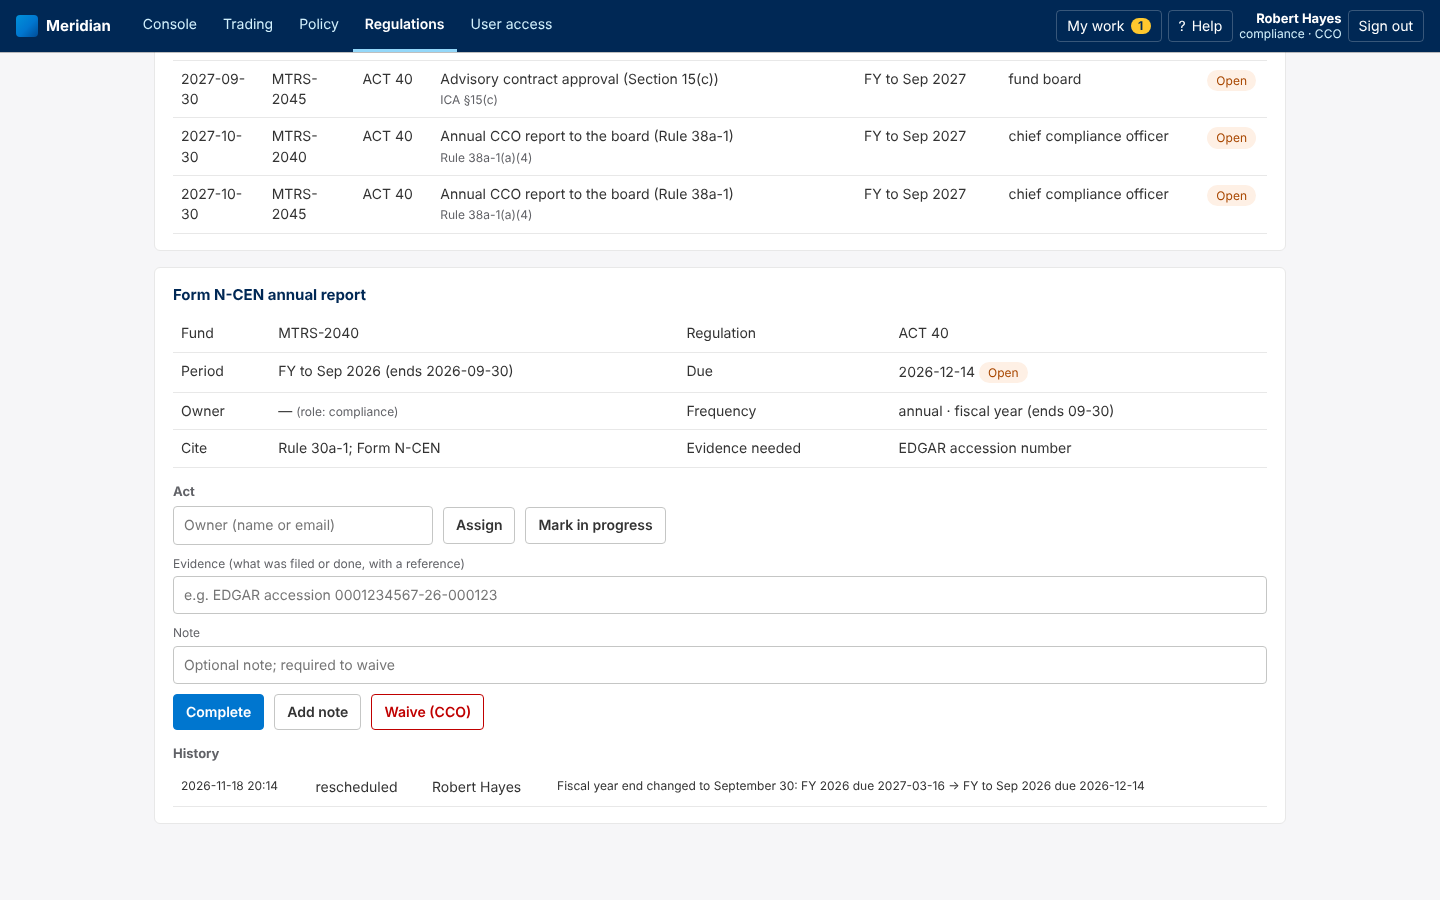 Meridian Console Trading Policy Regulations User access My work 1 ? Help Robert Hayes Sign out
compliance · CCO
2027-09- MTRS- ACT 40 Advisory contract approval (Section 15(c)) FY to Sep 2027 fund board Open
30 2045 ICA §15(c)
2027-10- MTRS- ACT 40 Annual CCO report to the board (Rule 38a-1) FY to Sep 2027 chief compliance officer Open
30 2040 Rule 38a-1(a)(4)
2027-10- MTRS- ACT 40 Annual CCO report to the board (Rule 38a-1) FY to Sep 2027 chief compliance officer Open
30 2045 Rule 38a-1(a)(4)
Form N-CEN annual report
Fund MTRS-2040 Regulation ACT 40
Period FY to Sep 2026 (ends 2026-09-30) Due 2026-12-14 Open
Owner — (role: compliance) Frequency annual · fiscal year (ends 09-30)
Cite Rule 30a-1; Form N-CEN Evidence needed EDGAR accession number
Act
Owner (name or email) Assign Mark in progress
Evidence (what was filed or done, with a reference)
e.g. EDGAR accession 0001234567-26-000123
Note
Optional note; required to waive
Complete Add note Waive (CCO)
History
2026-11-18 20:14 rescheduled Robert Hayes Fiscal year end changed to September 30: FY 2026 due 2027-03-16 → FY to Sep 2026 due 2026-12-14